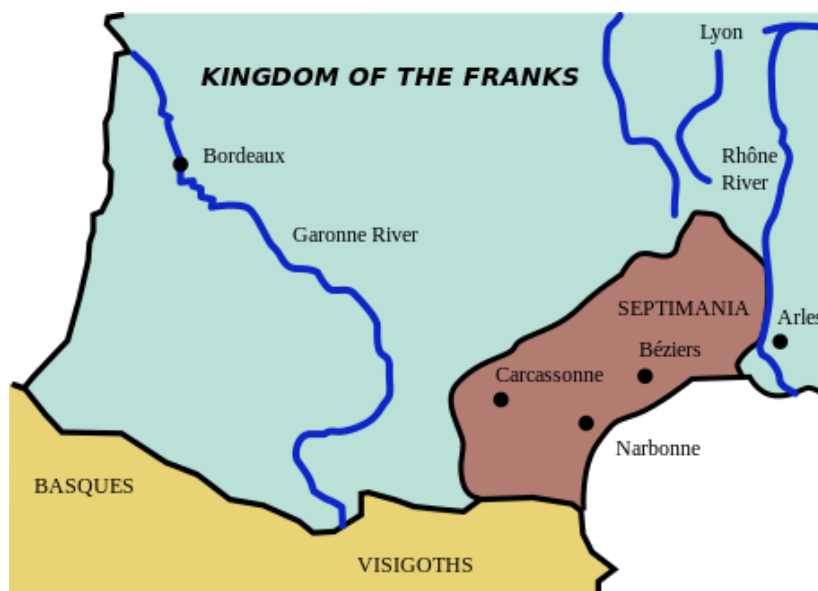 Lyon
KINGDOM OF THE FRANKS
Bordeaux
Rhône
River
Garonne River
SEPTIMANIA
Arles
Béziers
Carcassonne
Narbonne
BASQUES
VISIGOTHS